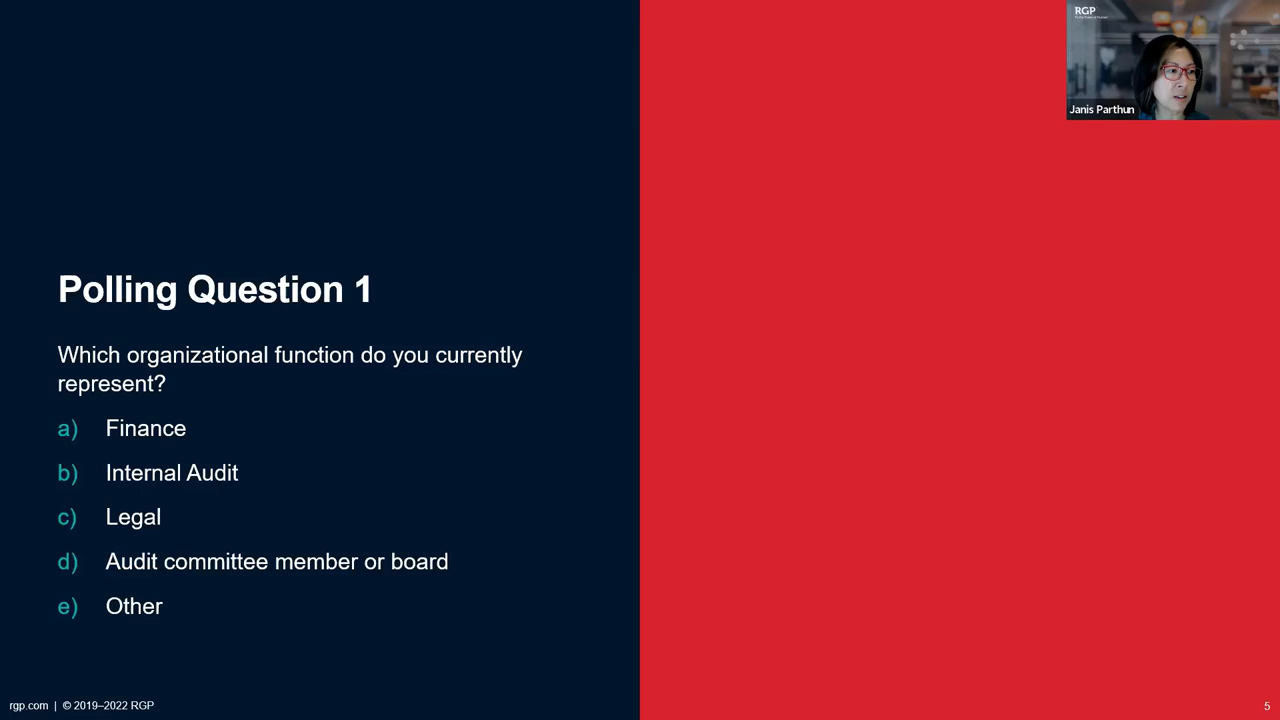 RGP
Janis Parthun
Polling Question 1
Which organizational function do you currently
represent?
a) Finance
b) Internal Audit
c) Legal
d) Audit committee member or board
e) Other
rgp.com | © 2019–2022 RGP
5